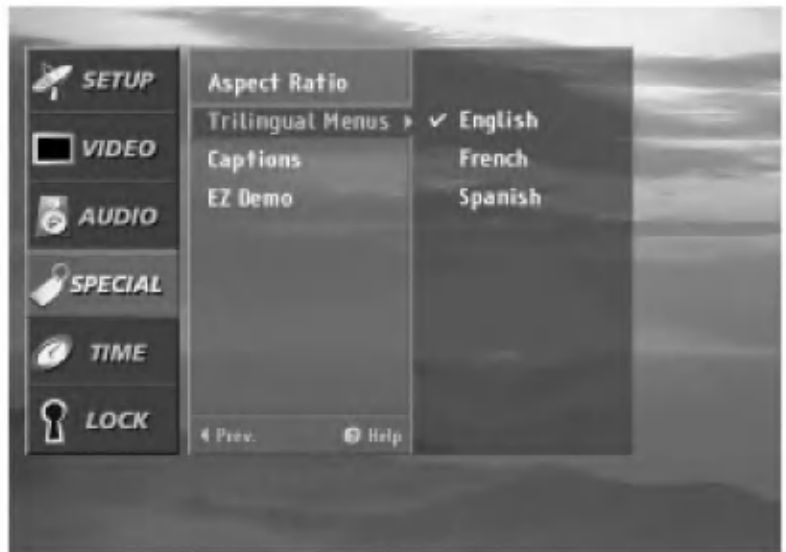 SETUP
VIDEO
AUDIO
SPECIAL
TIME
LOCK
Aspect Ratio
Trilingual Menus
Captions
EZ Demo
Prev. Help
✔ English
French
Spanish